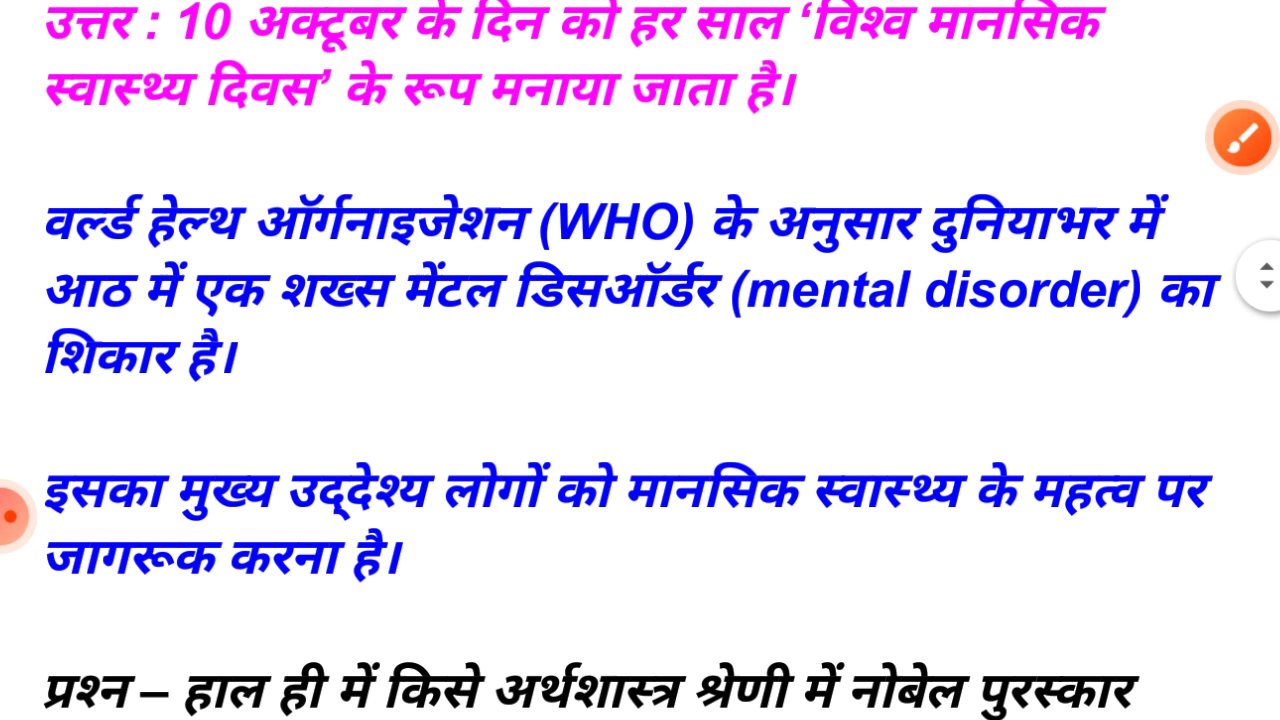 उत्तर : 10 अक्टूबर के दिन को हर साल ‘विश्व मानसिक
स्वास्थ्य दिवस’ के रूप मनाया जाता है।
वर्ल्ड हेल्थ ऑर्गनाइजेशन (WHO) के अनुसार दुनियाभर में
आठ में एक शख्स मेंटल डिसऑर्डर (mental disorder) का
शिकार है।
इसका मुख्य उद्देश्य लोगों को मानसिक स्वास्थ्य के महत्व पर
जागरूक करना है।
प्रश्न – हाल ही में किसे अर्थशास्त्र श्रेणी में नोबेल पुरस्कार